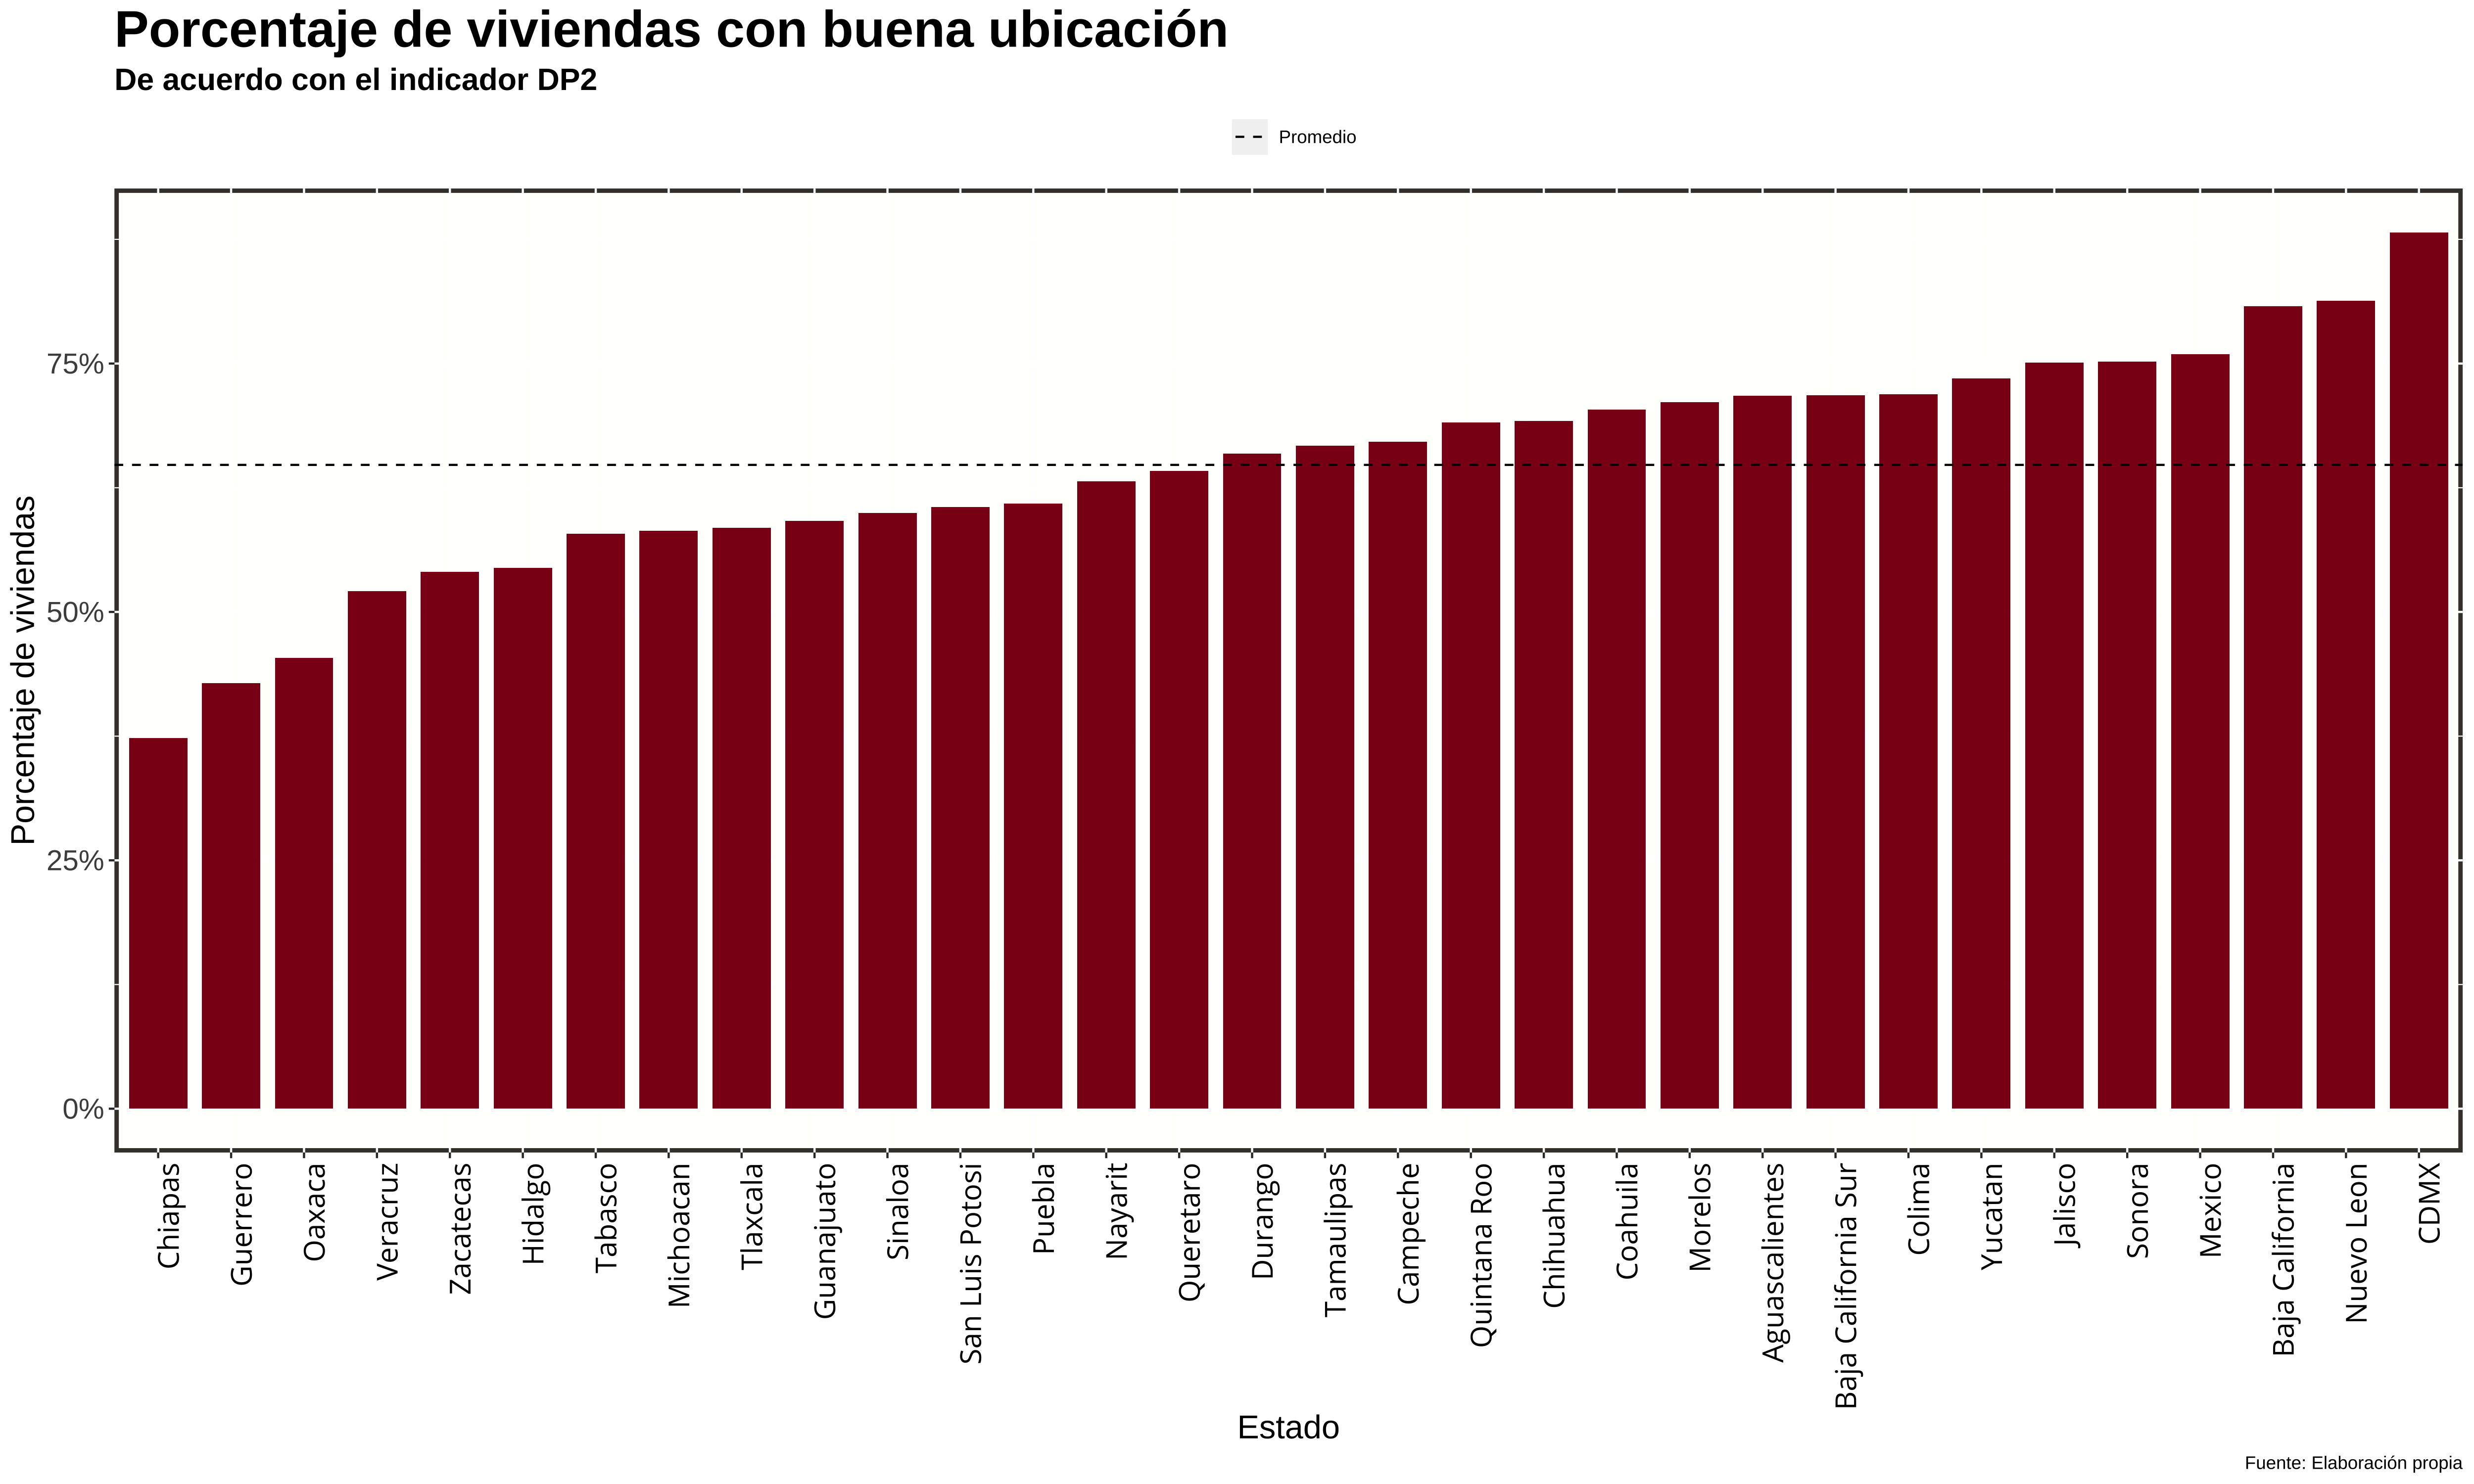 Porcentaje de viviendas con buena ubicación
De acuerdo con el indicador DP2
Promedio
Porcentaje de viviendas
75%
50%
25%
0%
Chiapas
Guerrero
Oaxaca
Veracruz
Zacatecas
Hidalgo
Tabasco
Michoacan
Tlaxcala
Guanajuato
Sinaloa
San Luis Potosi
Puebla
Nayarit
Queretaro
Durango
Tamaulipas
Campeche
Quintana Roo
Chihuahua
Coahuila
Morelos
Aguascalientes
Baja California Sur
Colima
Yucatan
Jalisco
Sonora
Mexico
Baja California
Nuevo Leon
CDMX
Estado
Fuente: Elaboración propia